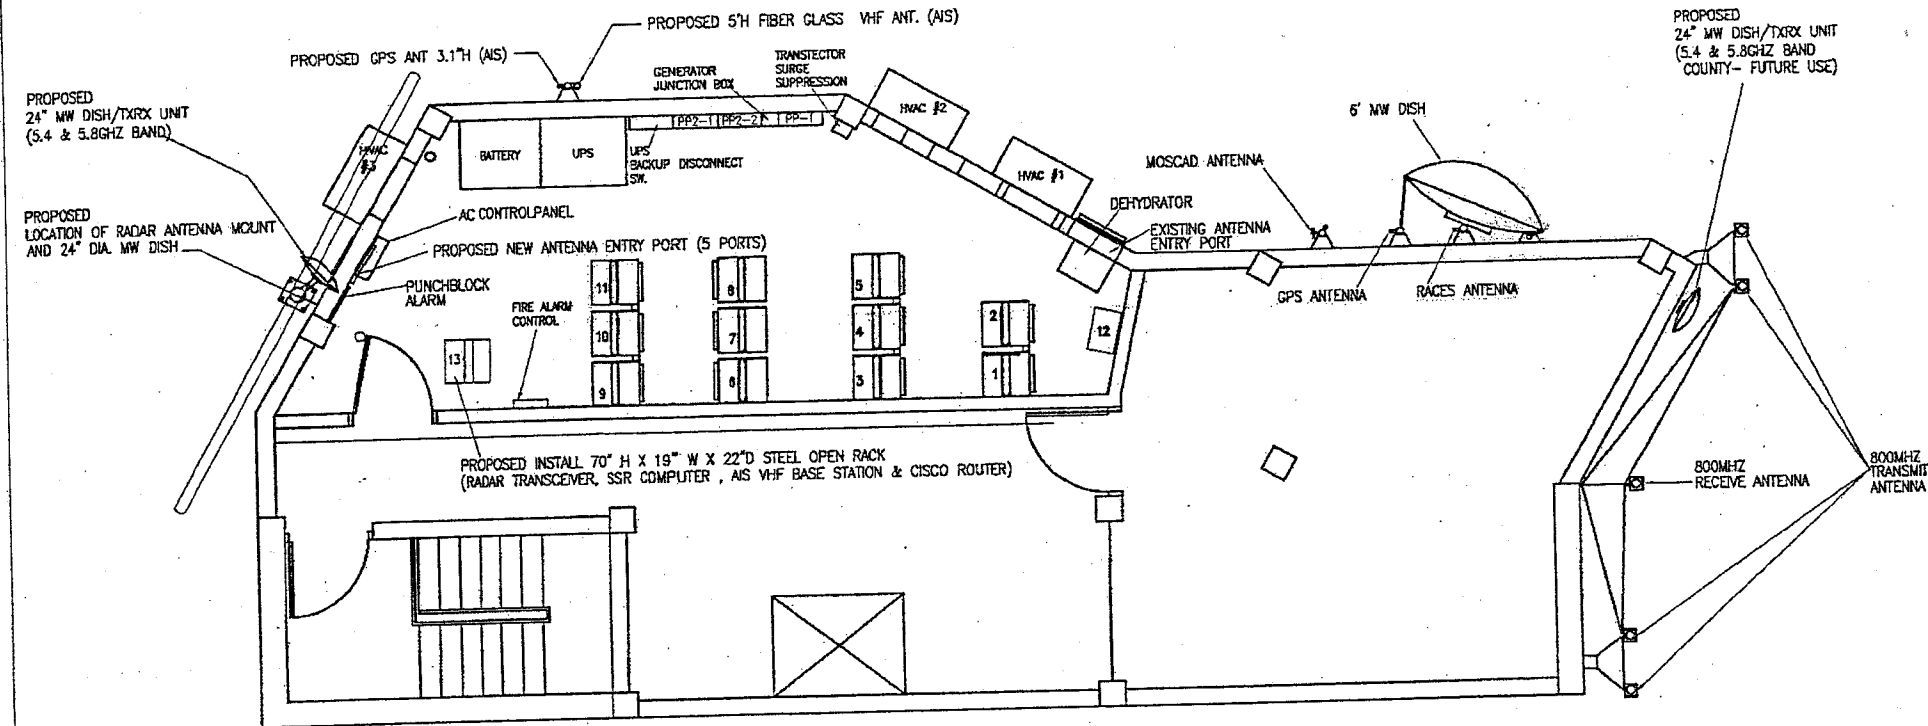 PROPOSED 5'H FIBER GLASS VHF ANT. (AIS)
PROPOSED GPS ANT 3.1"H (AIS)
PROPOSED
24" MW DISH/TXRX UNIT
(5.4 & 5.8GHZ BAND)
GENERATOR
JUNCTION BOX
TRANSTECTOR
SURGE
SUPPRESSION
PROPOSED
24" MW DISH/TXRX UNIT
(5.4 & 5.8GHZ BAND
COUNTY- FUTURE USE)
HVAC #3
BATTERY
UPS
PP2-1
PP2-2
PP-1
UPS
BACKUP DISCONNECT
SW.
HVAC #2
HVAC #1
6' MW DISH
MOSCAD ANTENNA
DEHYDRATOR
EXISTING ANTENNA
ENTRY PORT
PROPOSED
LOCATION OF RADAR ANTENNA MOUNT
AND 24" DIA. MW DISH
AC CONTROLPANEL
PROPOSED NEW ANTENNA ENTRY PORT (5 PORTS)
PUNCHBLOCK
ALARM
FIRE ALARM
CONTROL
GPS ANTENNA
RACES ANTENNA
11
8
5
2
10
7
4
12
13
9
6
3
1
PROPOSED INSTALL 70" H X 19" W X 22"D STEEL OPEN RACK
(RADAR TRANSCEIVER, SSR COMPUTER , AIS VHF BASE STATION & CISCO ROUTER)
800MHZ
RECEIVE ANTENNA
800MHZ
TRANSMIT
ANTENNA